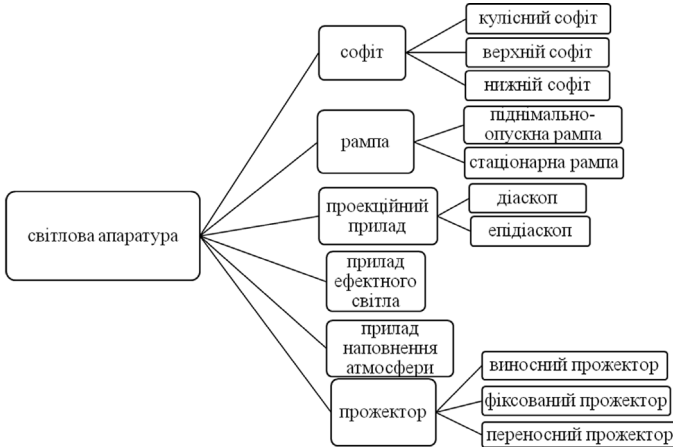 світлова апаратура
софіт
кулісний софіт
верхній софіт
нижній софіт
рампа
піднімально-
опускна рампа
стаціонарна рампа
проекційний
прилад
діаскоп
епідіаскоп
прилад
ефектного
світла
прилад
наповнення
атмосфери
прожектор
виносний прожектор
фіксований прожектор
переносний прожектор